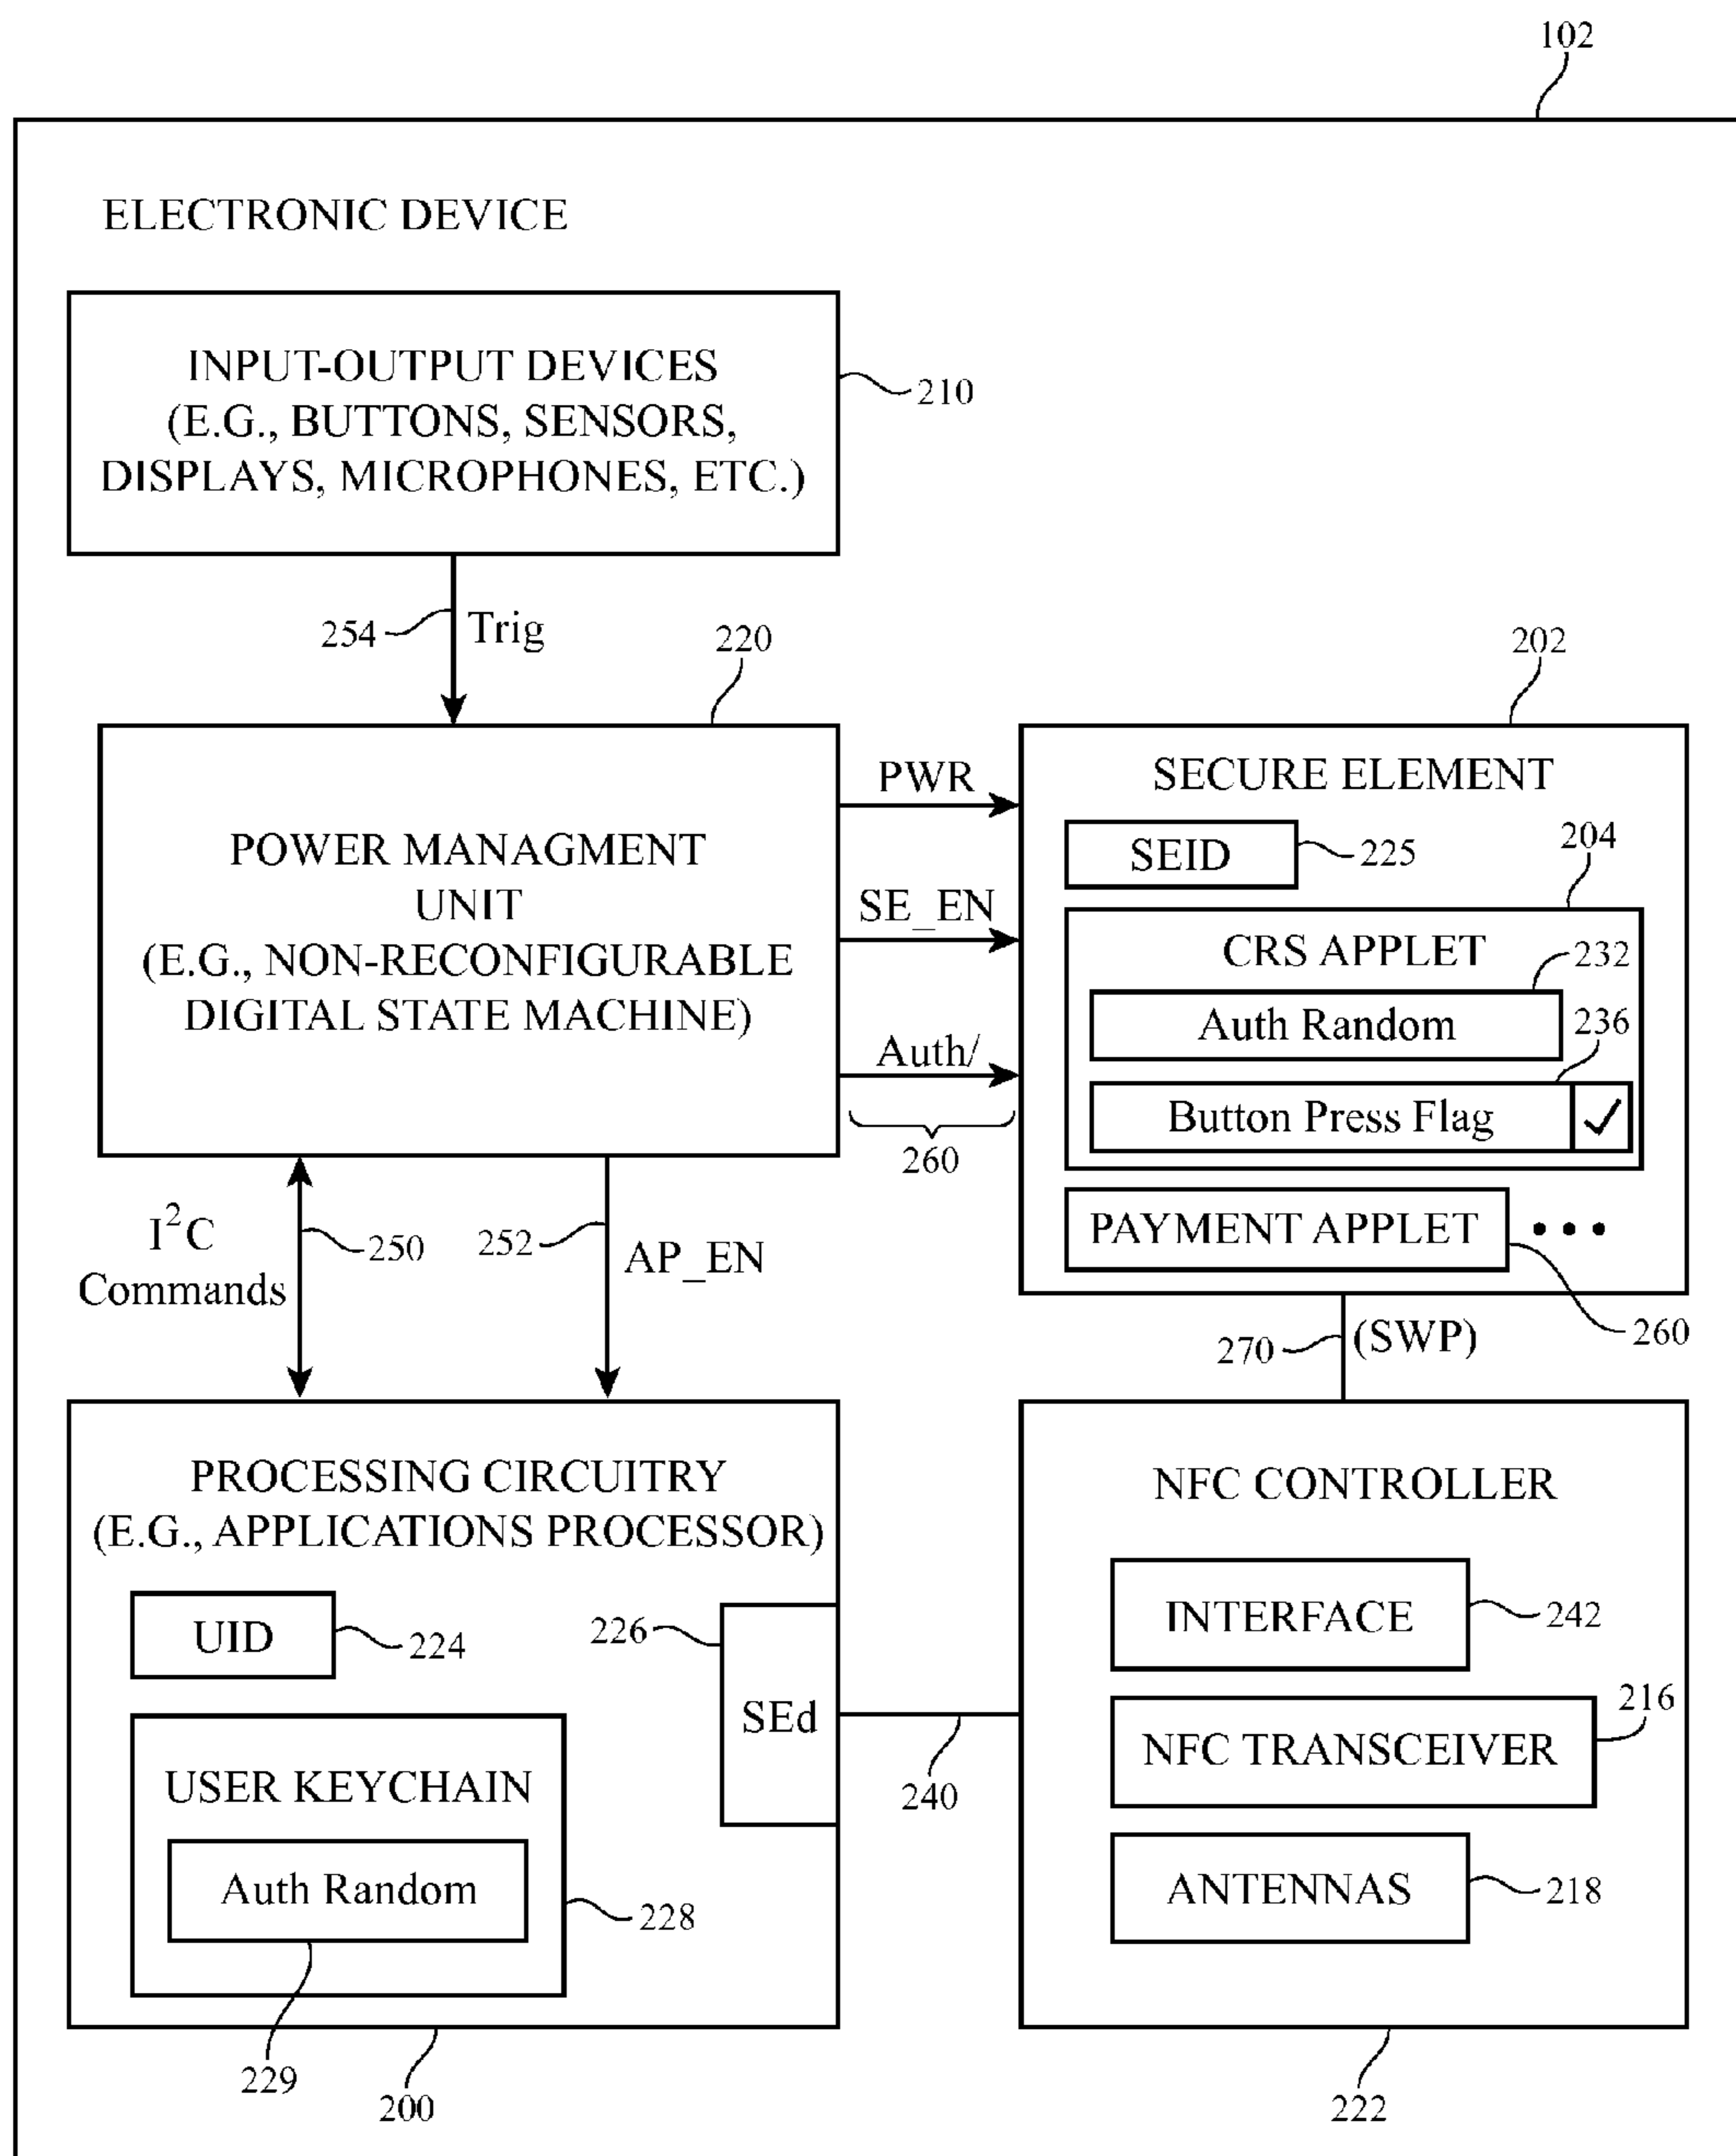 102
ELECTRONIC DEVICE
INPUT-OUTPUT DEVICES
(E.G., BUTTONS, SENSORS,
DISPLAYS, MICROPHONES, ETC.)
210
254
Trig
220
202
POWER MANAGMENT
UNIT
(E.G., NON-RECONFIGURABLE
DIGITAL STATE MACHINE)
PWR
SE_EN
Auth/
260
SECURE ELEMENT
SEID
225
204
CRS APPLET
232
Auth Random
236
Button Press Flag ✓
PAYMENT APPLET
• • •
260
I²C
Commands
250
252
AP_EN
270
(SWP)
PROCESSING CIRCUITRY
(E.G., APPLICATIONS PROCESSOR)
UID
224
226
SEd
USER KEYCHAIN
Auth Random
228
229
200
240
NFC CONTROLLER
INTERFACE
242
216
NFC TRANSCEIVER
ANTENNAS
218
222